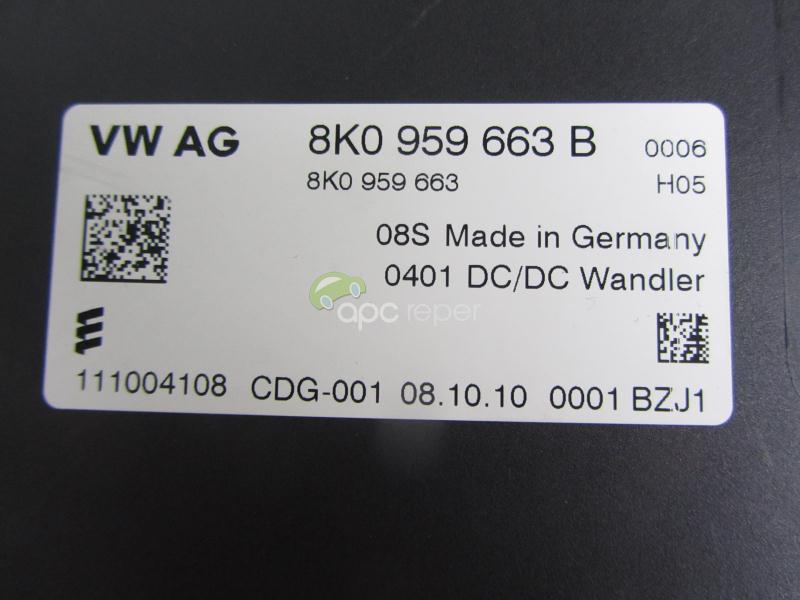 VW AG 8K0 959 663 B 0006
8K0 959 663 H05
08S Made in Germany
0401 DC/DC Wandler
apc reper
111004108 CDG-001 08.10.10 0001 BZJ1